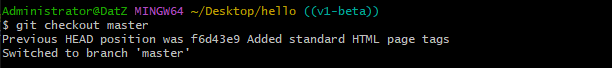 Administrator@DatZ MINGW64 ~/Desktop/hello ((v1-beta))
$ git checkout master
Previous HEAD position was f6d43e9 Added standard HTML page tags
Switched to branch 'master'